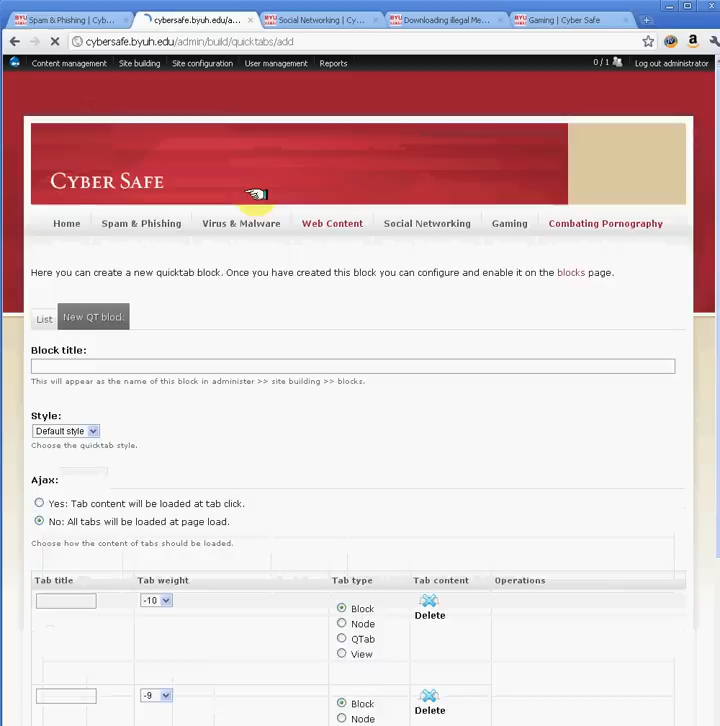 BYU Spam & Phishing | Cy... cybersafe.byuh.edu/a... BYU Social Networking | Cy... BYU Downloading illegal Me... BYU Gaming | Cyber Safe
cybersafe.byuh.edu/admin/build/quicktabs/add
Content management Site building Site configuration User management Reports 0 / 1 Log out administrator
CYBER SAFE
Home Spam & Phishing Virus & Malware Web Content Social Networking Gaming Combating Pornography
Here you can create a new quicktab block. Once you have created this block you can configure and enable it on the blocks page.
List New QT block
Block title:
This will appear as the name of this block in administer >> site building >> blocks.
Style:
Default style
Choose the quicktab style.
Ajax:
Yes: Tab content will be loaded at tab click.
No: All tabs will be loaded at page load.
Choose how the content of tabs should be loaded.
Tab title Tab weight Tab type Tab content Operations
-10 Block
Delete
Node
QTab
View
-9 Block
Delete
Node